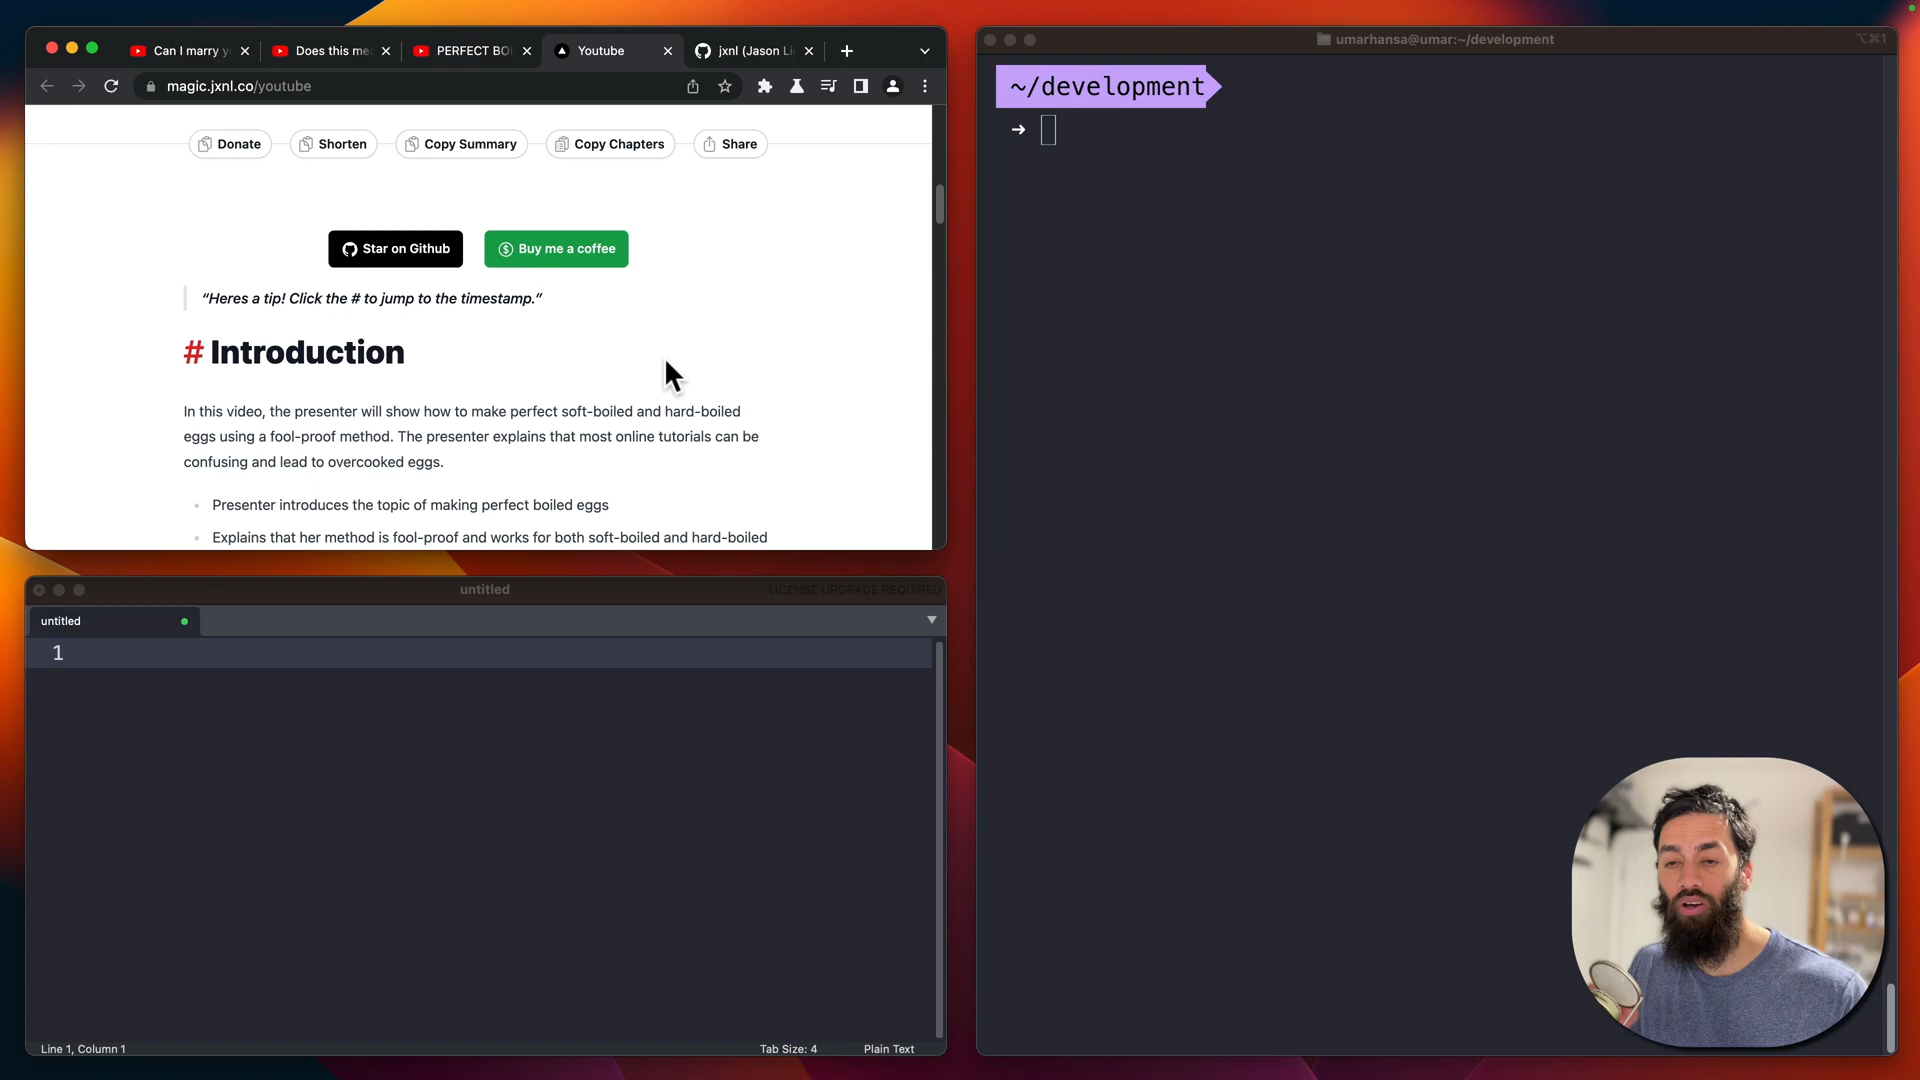 Can I marry y
Does this me
PERFECT BO
Youtube
jxnl (Jason Li
magic.jxnl.co/youtube
Donate
Shorten
Copy Summary
Copy Chapters
Share
Star on Github
Buy me a coffee
“Heres a tip! Click the # to jump to the timestamp.”
# Introduction
In this video, the presenter will show how to make perfect soft-boiled and hard-boiled
eggs using a fool-proof method. The presenter explains that most online tutorials can be
confusing and lead to overcooked eggs.
Presenter introduces the topic of making perfect boiled eggs
Explains that her method is fool-proof and works for both soft-boiled and hard-boiled
untitled
LICENSE UPGRADE REQUIRED
untitled
1
Line 1, Column 1
Tab Size: 4
Plain Text
umarhansa@umar:~/development
⌥⌘1
~/development
➜